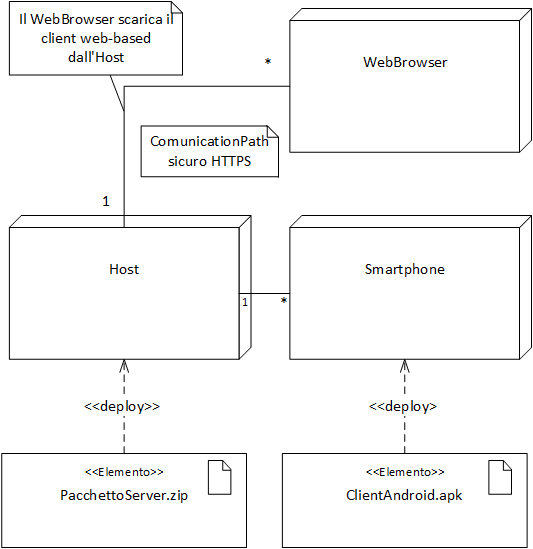 Il WebBrowser scarica il
client web-based
dall'Host
*
WebBrowser
ComunicationPath
sicuro HTTPS
1
Host
Smartphone
1
*
<<deploy>>
<<deploy>
<<Elemento>>
PacchettoServer.zip
<<Elemento>>
ClientAndroid.apk